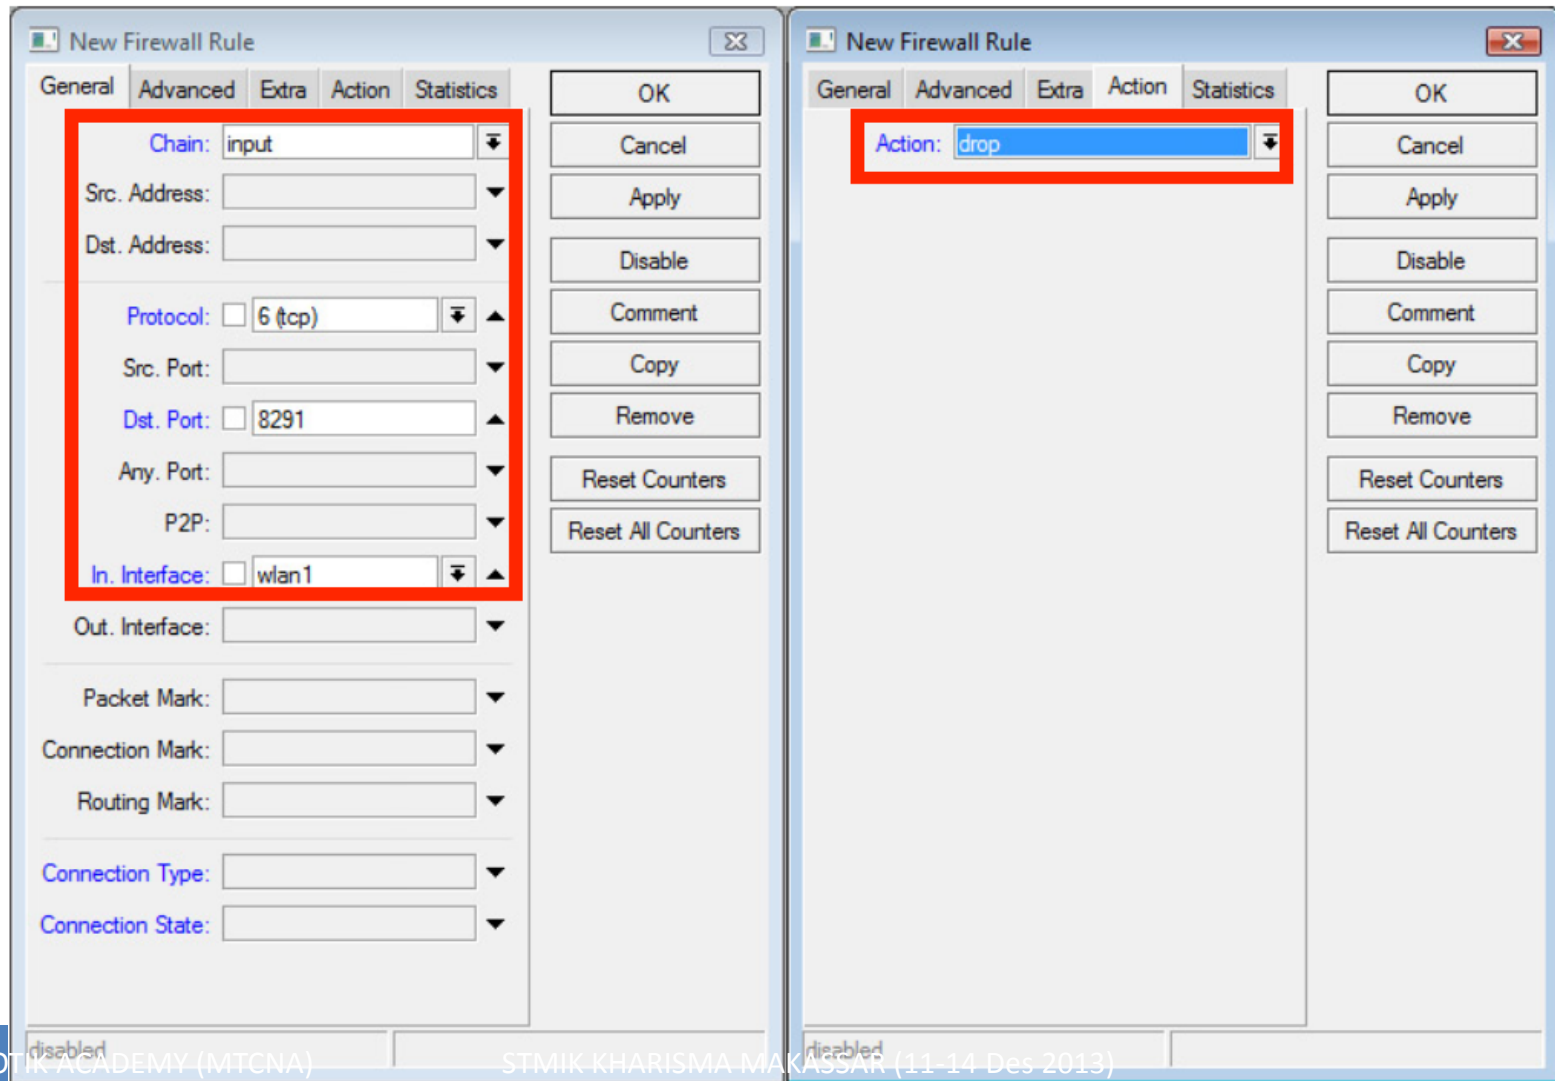 New Firewall Rule
General Advanced Extra Action Statistics
Chain: input
Src. Address:
Dst. Address:
Protocol: 6 (tcp)
Src. Port:
Dst. Port: 8291
Any. Port:
P2P:
In. Interface: wlan1
Out. Interface:
Packet Mark:
Connection Mark:
Routing Mark:
Connection Type:
Connection State:
OK
Cancel
Apply
Disable
Comment
Copy
Remove
Reset Counters
Reset All Counters
disabled
New Firewall Rule
General Advanced Extra Action Statistics
Action: drop
OK
Cancel
Apply
Disable
Comment
Copy
Remove
Reset Counters
Reset All Counters
disabled
ACADEMY (MTCNA)
STMIK KHARISMA MAKASSAR (11-14 Des 2013)